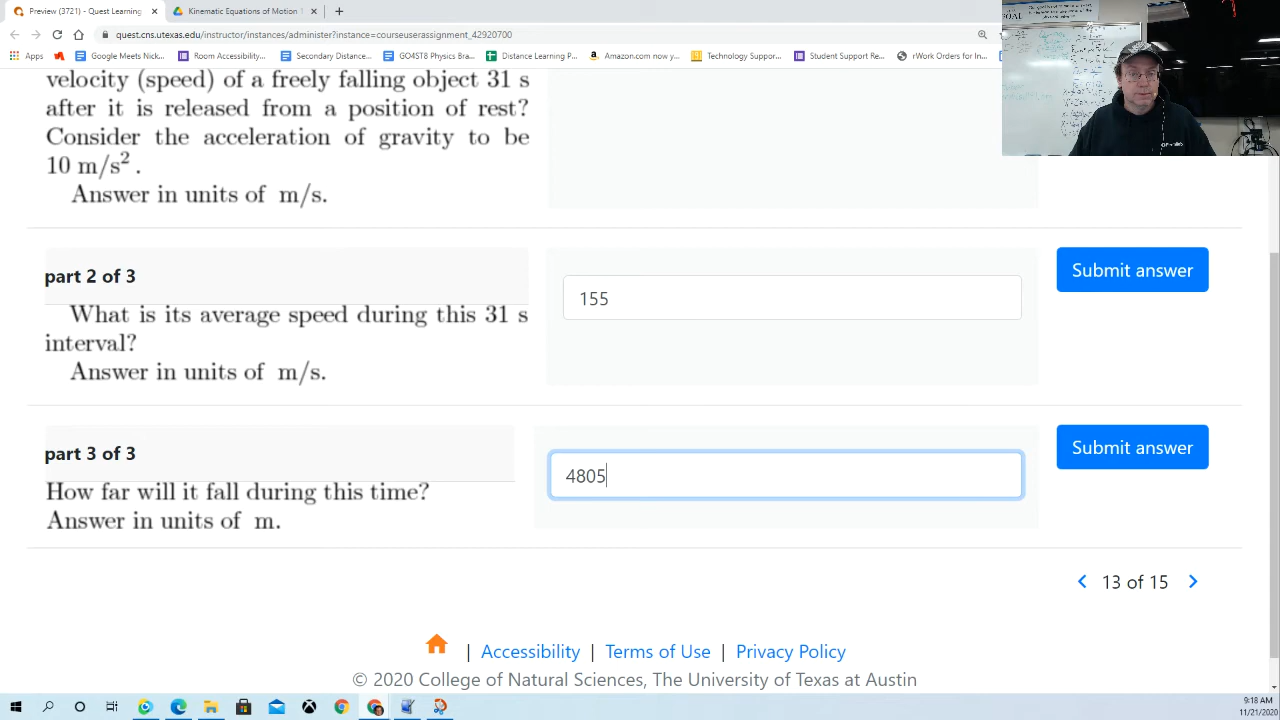 Preview (3721) - Quest Learning
Kinematic Equations of Motion 1
quest.cns.utexas.edu/instructor/instances/administer
Apps
Google Meets Nick...
Room Accessibility...
Secondary Instance...
GO4STB Physics Bra...
Distance Learning P...
Amazon.com now y...
Technology Suppor...
Student Support Re...
rWork Orders for In...
velocity (speed) of a freely falling object 31 s
after it is released from a position of rest?
Consider the acceleration of gravity to be
10 m/s² .
Answer in units of m/s.
part 2 of 3
155
Submit answer
What is its average speed during this 31 s
interval?
Answer in units of m/s.
part 3 of 3
4805
Submit answer
How far will it fall during this time?
Answer in units of m.
13 of 15
| Accessibility | Terms of Use | Privacy Policy
© 2020 College of Natural Sciences, The University of Texas at Austin
9:18 AM
11/21/2020